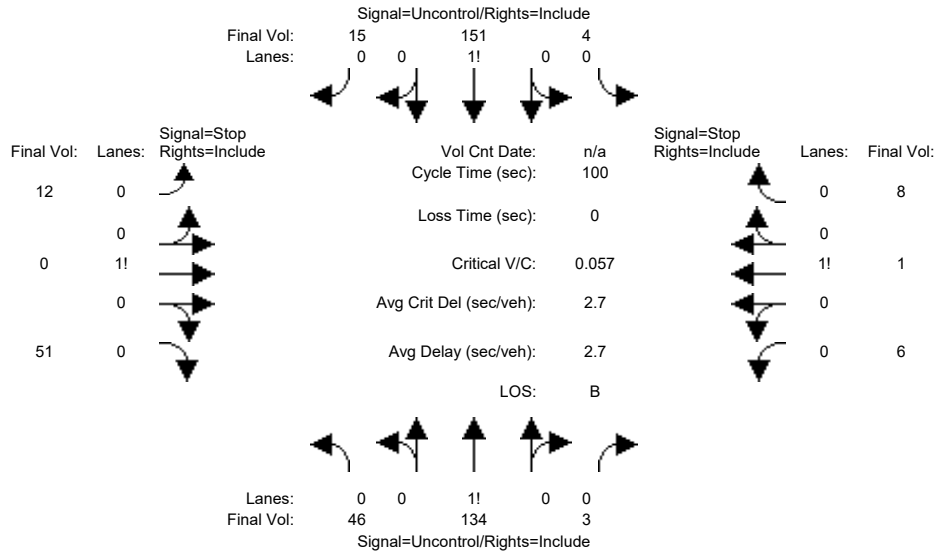 Signal=Uncontrol/Rights=Include
Final Vol: 15 151 4
Lanes: 0 0 1! 0 0
Signal=Stop Signal=Stop
Final Vol: Lanes: Rights=Include Vol Cnt Date: n/a Rights=Include Lanes: Final Vol:
Cycle Time (sec): 100
12 0 0 8
Loss Time (sec): 0
0 0
0 1! Critical V/C: 0.057 1! 1
0 Avg Crit Del (sec/veh): 2.7 0
51 0 Avg Delay (sec/veh): 2.7 0 6
LOS: B
Lanes: 0 0 1! 0 0
Final Vol: 46 134 3
Signal=Uncontrol/Rights=Include